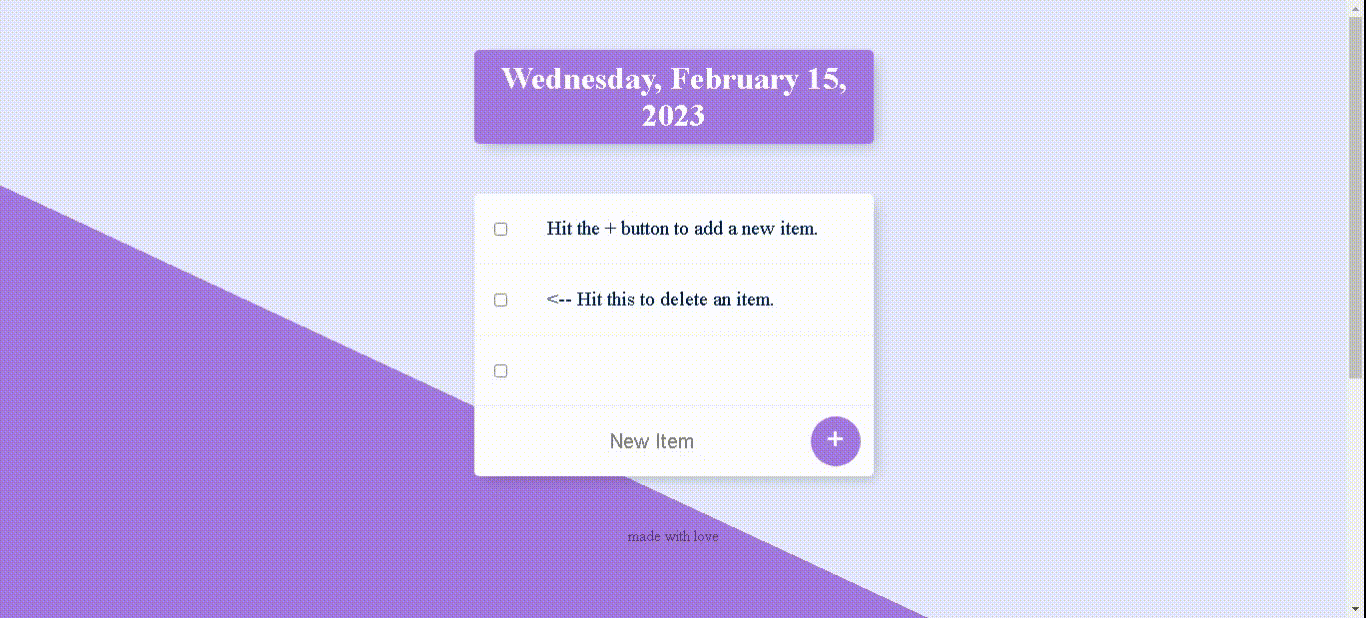 Wednesday, February 15,
2023
Hit the + button to add a new item.
<-- Hit this to delete an item.
New Item
+
made with love